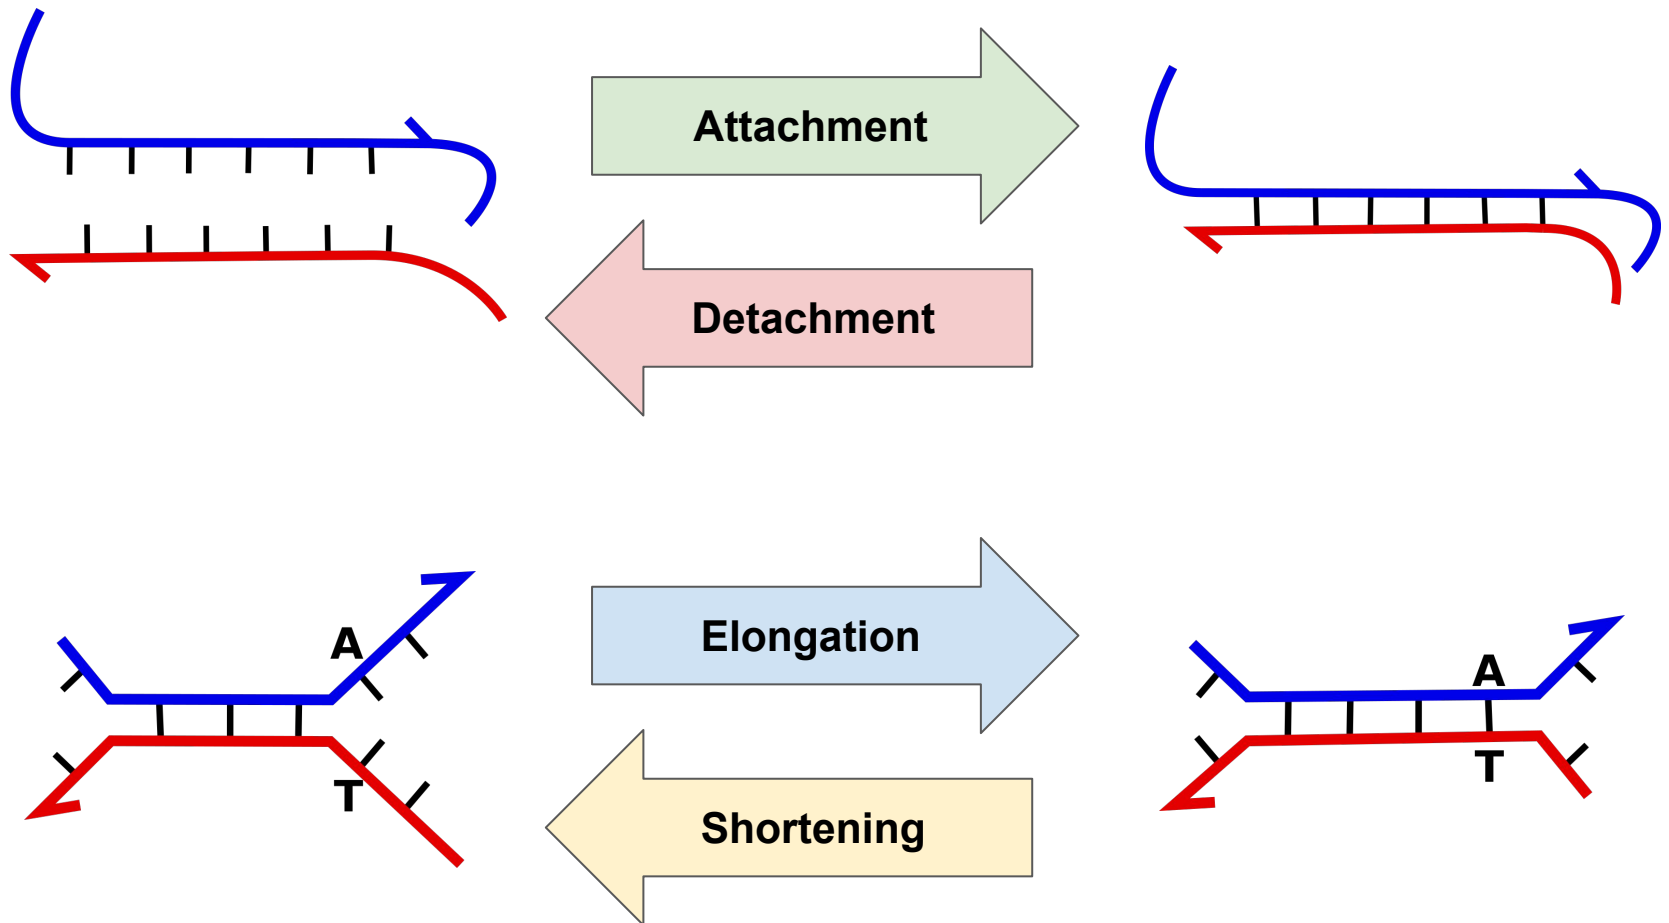 Attachment
Detachment
A
Elongation
A
T
T
Shortening